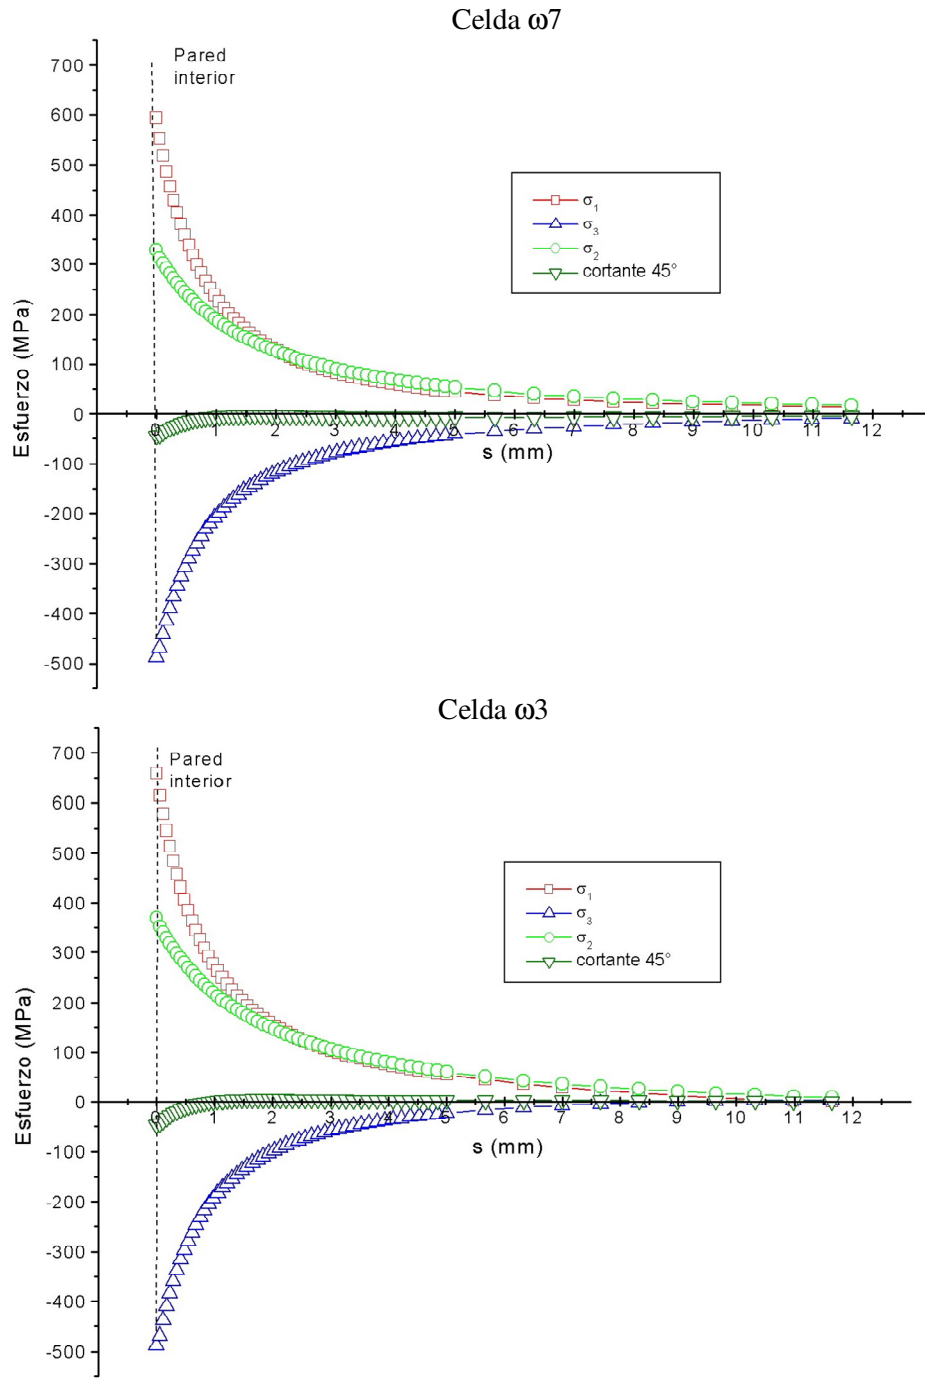 Celda ω7
Pared
interior
700
600
500
400
300
200
100
0
-100
-200
-300
-400
-500
Esfuerzo (MPa)
σ1
σ3
σ2
cortante 45°
0 1 2 3 4 5 6 7 8 9 10 11 12
s (mm)
Celda ω3
Pared
interior
700
600
500
400
300
200
100
0
-100
-200
-300
-400
-500
Esfuerzo (MPa)
σ1
σ3
σ2
cortante 45°
0 1 2 3 4 5 6 7 8 9 10 11 12
s (mm)